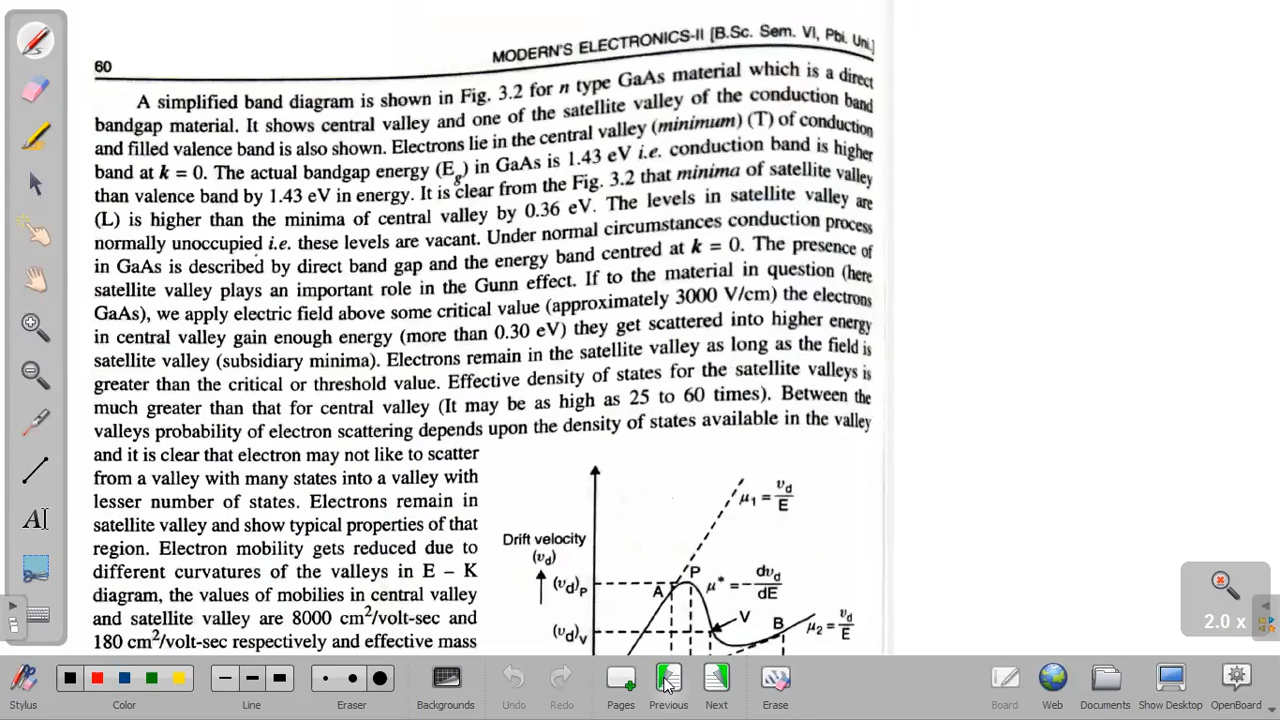 60
MODERN'S ELECTRONICS-II [B.Sc. Sem. VI, Pbi. Uni.]
A simplified band diagram is shown in Fig. 3.2 for n type GaAs material which is a direct
bandgap material. It shows central valley and one of the satellite valley of the conduction band
and filled valence band is also shown. Electrons lie in the central valley (minimum) (T) of conduction
band at k = 0. The actual bandgap energy (Eg) in GaAs is 1.43 eV i.e. conduction band is higher
than valence band by 1.43 eV in energy. It is clear from the Fig. 3.2 that minima of satellite valley
(L) is higher than the minima of central valley by 0.36 eV. The levels in satellite valley are
normally unoccupied i.e. these levels are vacant. Under normal circumstances conduction process
in GaAs is described by direct band gap and the energy band centred at k = 0. The presence of
satellite valley plays an important role in the Gunn effect. If to the material in question (here
GaAs), we apply electric field above some critical value (approximately 3000 V/cm) the electrons
in central valley gain enough energy (more than 0.30 eV) they get scattered into higher energy
satellite valley (subsidiary minima). Electrons remain in the satellite valley as long as the field is
greater than the critical or threshold value. Effective density of states for the satellite valleys is
much greater than that for central valley (It may be as high as 25 to 60 times). Between the
valleys probability of electron scattering depends upon the density of states available in the valley
and it is clear that electron may not like to scatter
from a valley with many states into a valley with
lesser number of states. Electrons remain in
satellite valley and show typical properties of that
region. Electron mobility gets reduced due to
different curvatures of the valleys in E – K
diagram, the values of mobilies in central valley
and satellite valley are 8000 cm²/volt-sec and
180 cm²/volt-sec respectively and effective mass
μ₁ = υd/E
Drift velocity
(υd)
(υd)P
A
P
μ* = -dυd/dE
(υd)V
V
B
μ₂ = υd/E
2.0 x
Stylus
Color
Line
Eraser
Backgrounds
Undo
Redo
Pages
Previous
Next
Erase
Board
Web
Documents
Show Desktop
OpenBoard